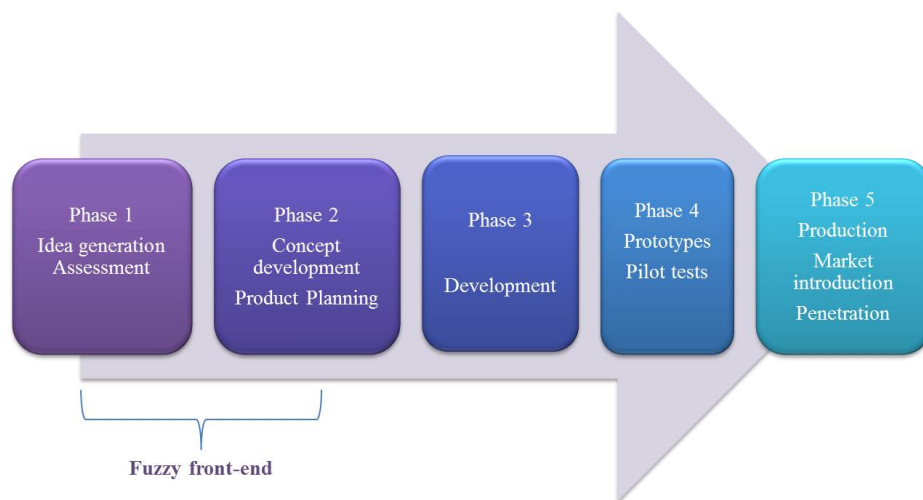 Phase 1
Idea generation
Assessment
Phase 2
Concept
development
Product Planning
Phase 3
Development
Phase 4
Prototypes
Pilot tests
Phase 5
Production
Market
introduction
Penetration
Fuzzy front-end